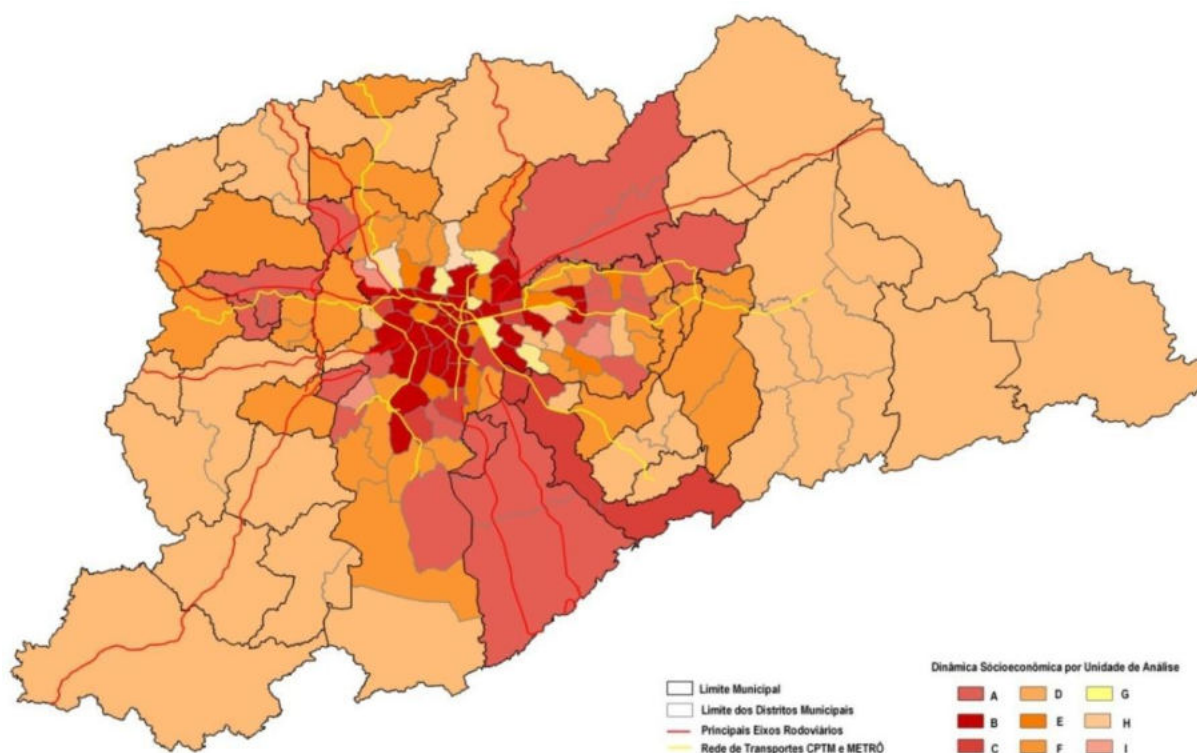 Dinâmica Sócioeconômica por Unidade de Análise
Limite Municipal
Limite dos Distritos Municipais
Principais Eixos Rodoviários
Rede de Transportes CPTM e METRÔ
A D G
B E H
C F I